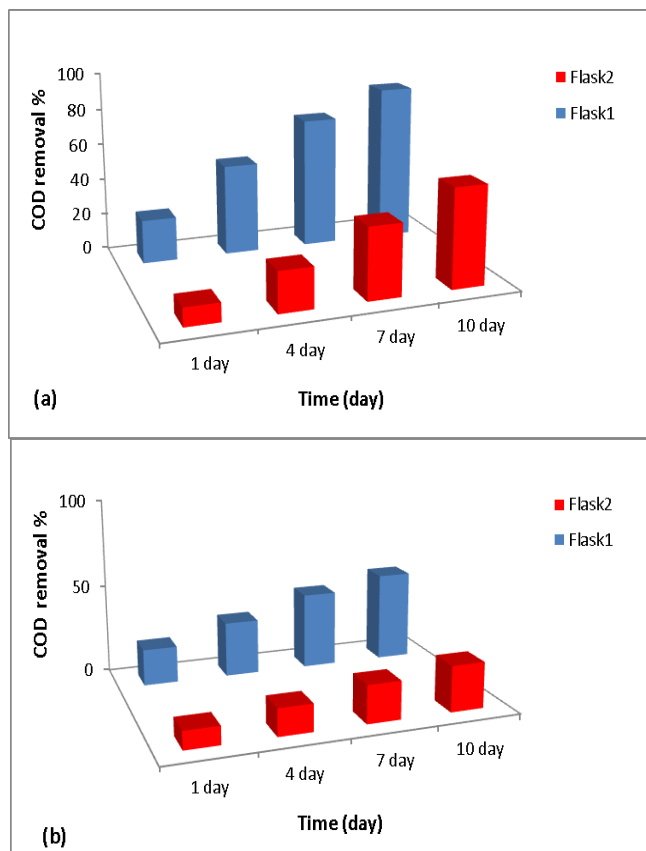 100
80
60
40
20
0
COD removal %
Flask2
Flask1
1 day
4 day
7 day
10 day
Time (day)
(a)
100
50
0
COD removal %
Flask2
Flask1
1 day
4 day
7 day
10 day
Time (day)
(b)